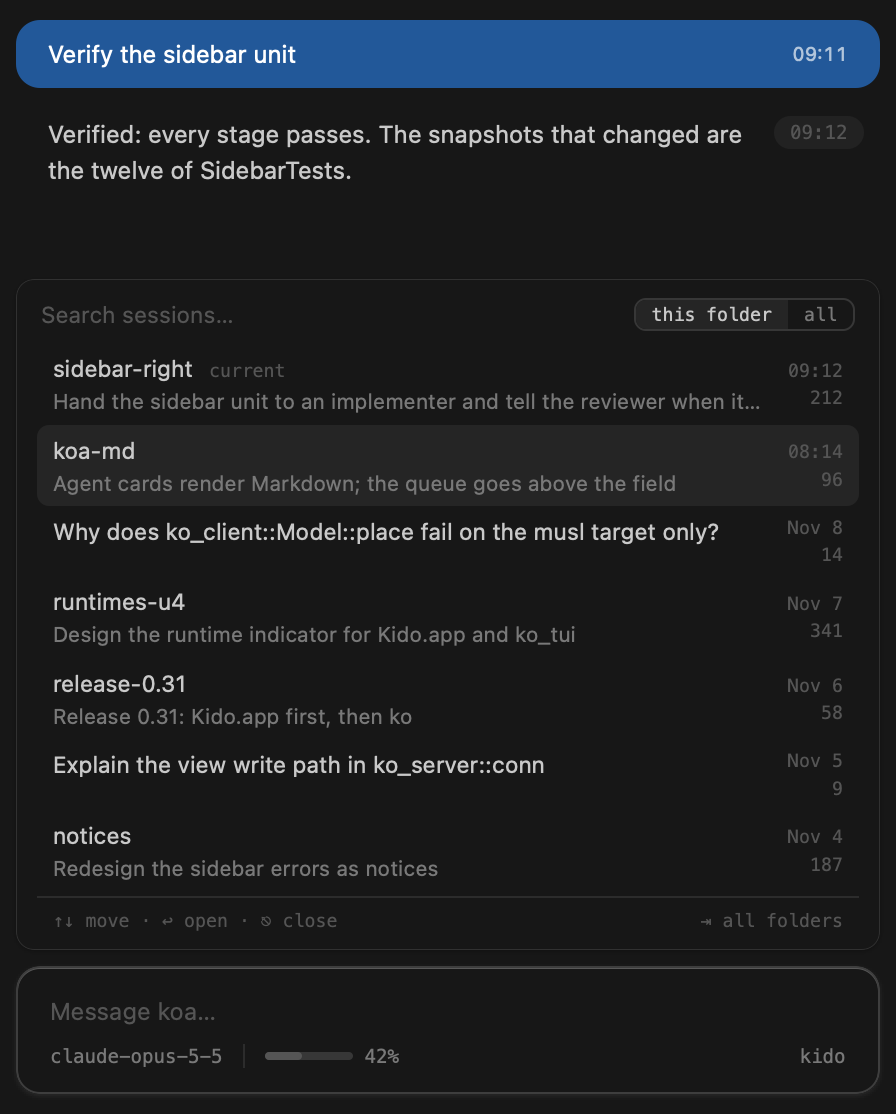 Verify the sidebar unit 09:11
Verified: every stage passes. The snapshots that changed are 09:12
the twelve of SidebarTests.
Search sessions… this folder all
sidebar-right current 09:12
Hand the sidebar unit to an implementer and tell the reviewer when it… 212
koa-md 08:14
Agent cards render Markdown; the queue goes above the field 96
Why does ko_client::Model::place fail on the musl target only? Nov 8
14
runtimes-u4 Nov 7
Design the runtime indicator for Kido.app and ko_tui 341
release-0.31 Nov 6
Release 0.31: Kido.app first, then ko 58
Explain the view write path in ko_server::conn Nov 5
9
notices Nov 4
Redesign the sidebar errors as notices 187
↑↓ move · ↩ open · ⎋ close ⇥ all folders
Message koa…
claude-opus-5-5 42% kido